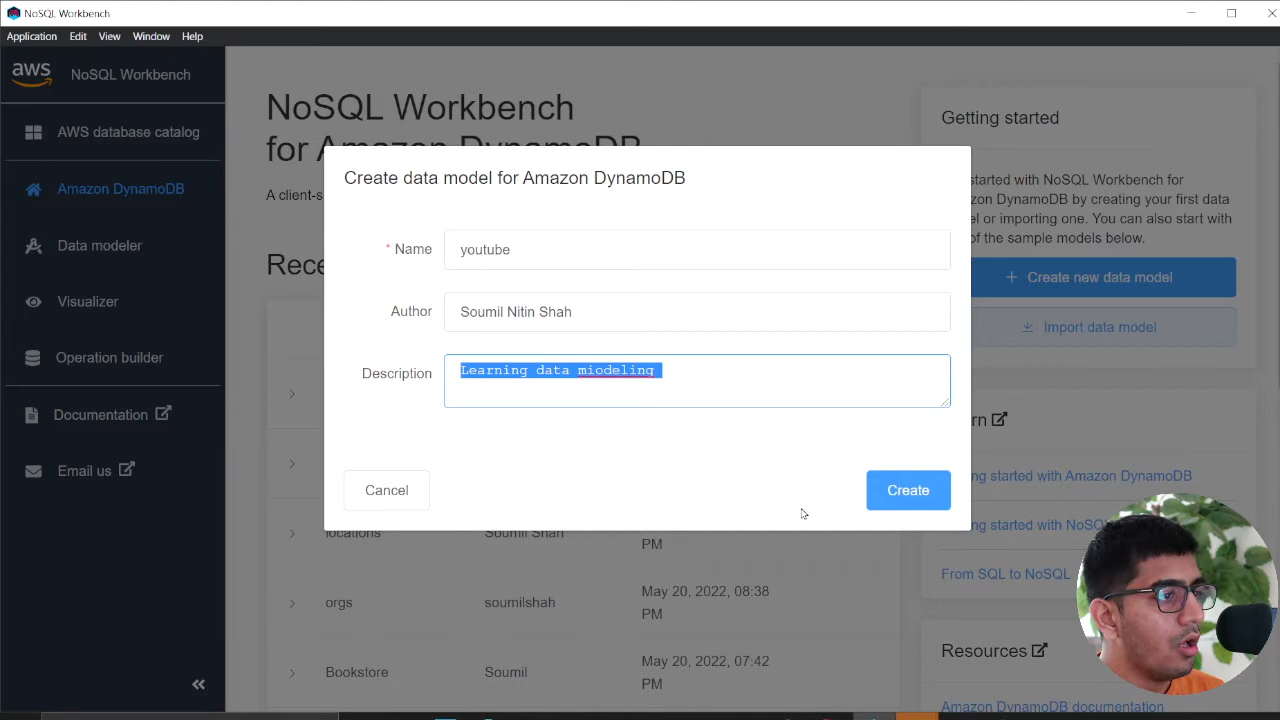 NoSQL Workbench
Application Edit View Window Help
aws NoSQL Workbench
AWS database catalog
Amazon DynamoDB
Data modeler
Visualizer
Operation builder
Documentation
Email us
NoSQL Workbench
for Amazon DynamoDB
A client-s
Rece
Create data model for Amazon DynamoDB
* Name youtube
Author Soumil Nitin Shah
Description Learning data miodeling
Cancel Create
locations Soumil Shah
PM
orgs soumilshah May 20, 2022, 08:38
PM
Bookstore Soumil May 20, 2022, 07:42
PM
Getting started
started with NoSQL Workbench for
zon DynamoDB by creating your first data
el or importing one. You can also start with
of the sample models below.
Create new data model
Import data model
rn
ng started with Amazon DynamoDB
ng started with NoSQ
From SQL to NoSQL
Resources
Amazon DynamoDB documentation